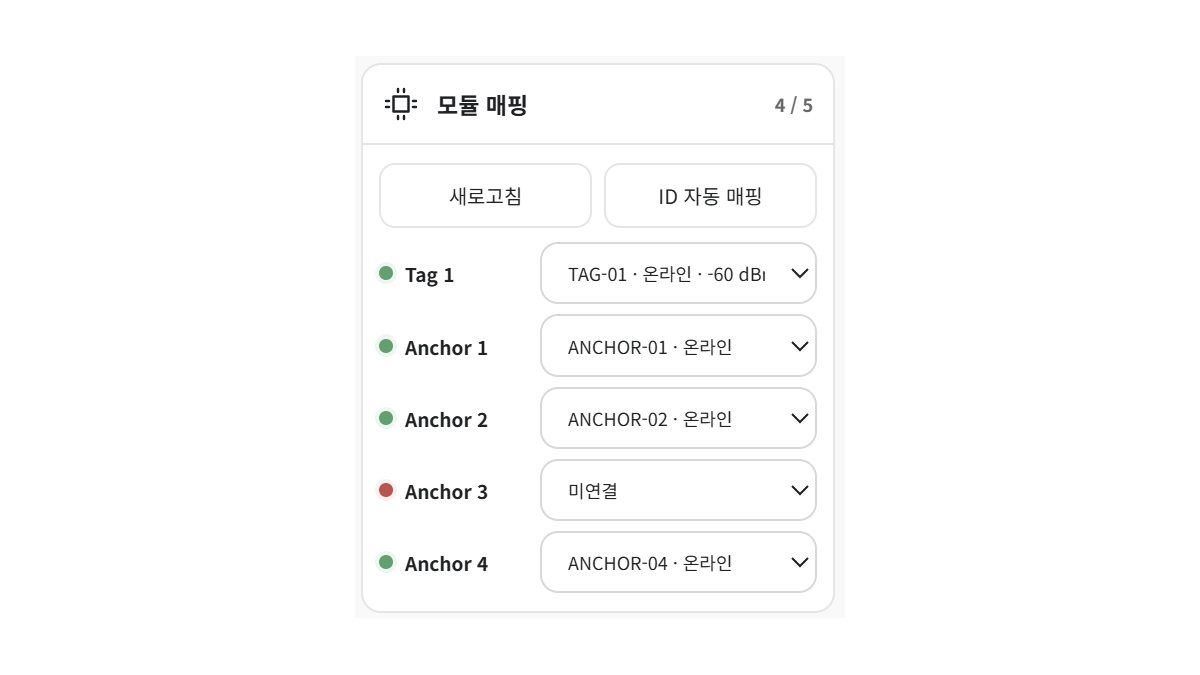 모듈 매핑 4 / 5
새로고침 ID 자동 매핑
Tag 1 TAG-01 · 온라인 · -60
Anchor 1 ANCHOR-01 · 온라인
Anchor 2 ANCHOR-02 · 온라인
Anchor 3 미연결
Anchor 4 ANCHOR-04 · 온라인